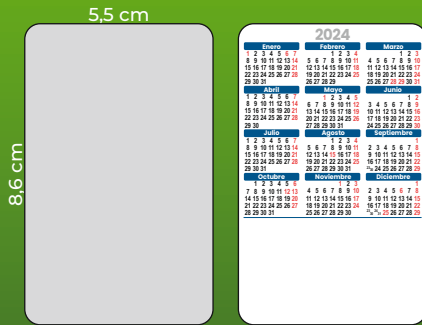 5,5 cm
8,6 cm
2024
Enero
1 2 3 4 5 6 7
8 9 10 11 12 13 14
15 16 17 18 19 20 21
22 23 24 25 26 27 28
29 30 31
Febrero
1 2 3 4
5 6 7 8 9 10 11
12 13 14 15 16 17 18
19 20 21 22 23 24 25
26 27 28 29
Marzo
1 2 3
4 5 6 7 8 9 10
11 12 13 14 15 16 17
18 19 20 21 22 23 24
25 26 27 28 29 30 31
Abril
1 2 3 4 5 6 7
8 9 10 11 12 13 14
15 16 17 18 19 20 21
22 23 24 25 26 27 28
29 30
Mayo
1 2 3 4 5
6 7 8 9 10 11 12
13 14 15 16 17 18 19
20 21 22 23 24 25 26
27 28 29 30 31
Junio
1 2
3 4 5 6 7 8 9
10 11 12 13 14 15 16
17 18 19 20 21 22 23
24 25 26 27 28 29 30
Julio
1 2 3 4 5 6 7
8 9 10 11 12 13 14
15 16 17 18 19 20 21
22 23 24 25 26 27 28
29 30 31
Agosto
1 2 3 4
5 6 7 8 9 10 11
12 13 14 15 16 17 18
19 20 21 22 23 24 25
26 27 28 29 30 31
Septiembre
1
2 3 4 5 6 7 8
9 10 11 12 13 14 15
16 17 18 19 20 21 22
23/30 24 25 26 27 28 29
Octubre
1 2 3 4 5 6
7 8 9 10 11 12 13
14 15 16 17 18 19 20
21 22 23 24 25 26 27
28 29 30 31
Noviembre
1 2 3
4 5 6 7 8 9 10
11 12 13 14 15 16 17
18 19 20 21 22 23 24
25 26 27 28 29 30
Diciembre
1
2 3 4 5 6 7 8
9 10 11 12 13 14 15
16 17 18 19 20 21 22
23/30 24/31 25 26 27 28 29